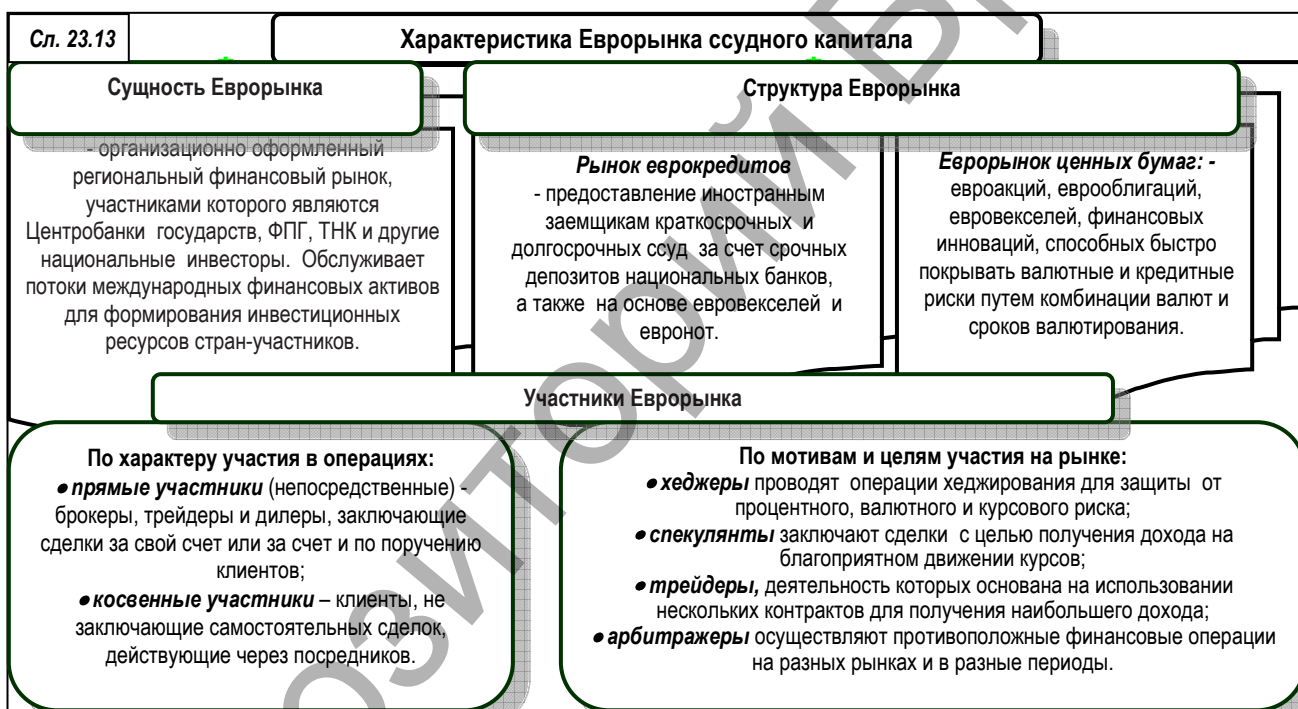 Сл. 23.13
Характеристика Еврорынка ссудного капитала
Сущность Еврорынка
- организационно оформленный
региональный финансовый рынок,
участниками которого являются
Центробанки государств, ФПГ, ТНК и другие
национальные инвесторы. Обслуживает
потоки международных финансовых активов
для формирования инвестиционных
ресурсов стран-участников.
Структура Еврорынка
Рынок еврокредитов
- предоставление иностранным
заемщикам краткосрочных и
долгосрочных ссуд за счет срочных
депозитов национальных банков,
а также на основе евровекселей и
евронот.
Еврорынок ценных бумаг: -
евроакций, еврооблигаций,
евровекселей, финансовых
инноваций, способных быстро
покрывать валютные и кредитные
риски путем комбинации валют и
сроков валютирования.
Участники Еврорынка
По характеру участия в операциях:
• прямые участники (непосредственные) -
брокеры, трейдеры и дилеры, заключающие
сделки за свой счет или за счет и по поручению
клиентов;
• косвенные участники – клиенты, не
заключающие самостоятельных сделок,
действующие через посредников.
По мотивам и целям участия на рынке:
• хеджеры проводят операции хеджирования для защиты от
процентного, валютного и курсового риска;
• спекулянты заключают сделки с целью получения дохода на
благоприятном движении курсов;
• трейдеры, деятельность которых основана на использовании
нескольких контрактов для получения наибольшего дохода;
• арбитражеры осуществляют противоположные финансовые операции
на разных рынках и в разные периоды.